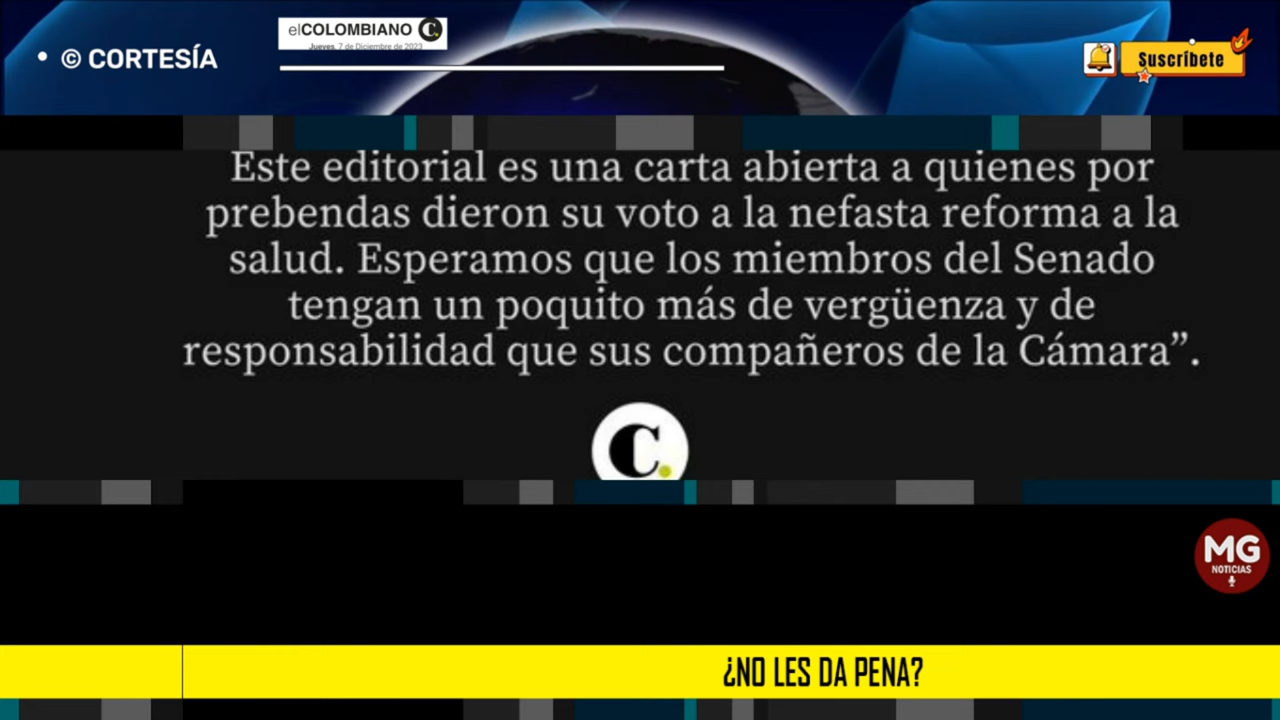 • © CORTESÍA
elCOLOMBIANO C.
Jueves, 7 de Diciembre de 2023
Suscríbete
Este editorial es una carta abierta a quienes por
prebendas dieron su voto a la nefasta reforma a la
salud. Esperamos que los miembros del Senado
tengan un poquito más de vergüenza y de
responsabilidad que sus compañeros de la Cámara”.
C.
MG
NOTICIAS
¿NO LES DA PENA?